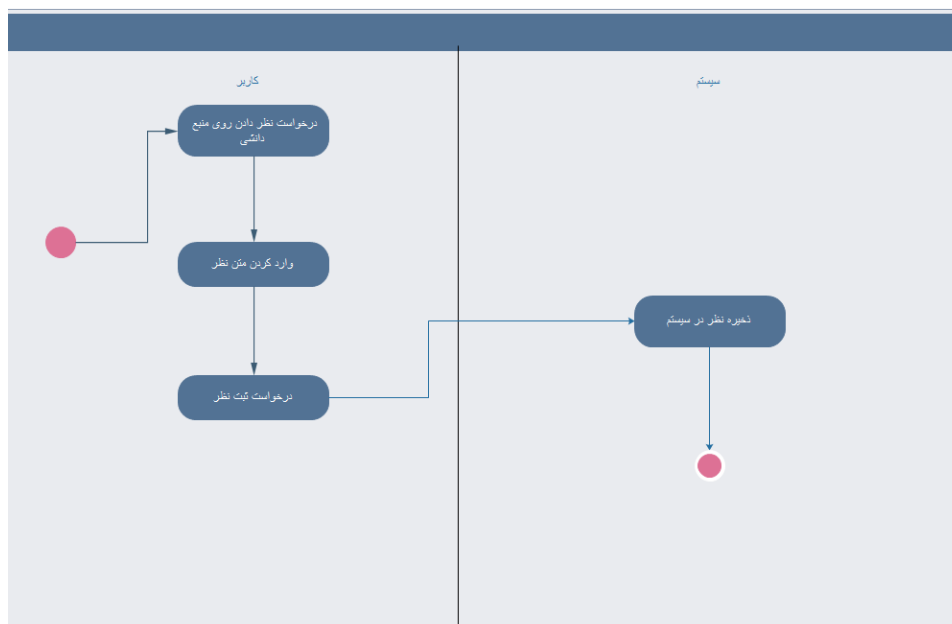 کاربر
سیستم
درخواست نظر دادن روی منبع
دانشی
وارد کردن متن نظر
درخواست ثبت نظر
ذخیره نظر در سیستم